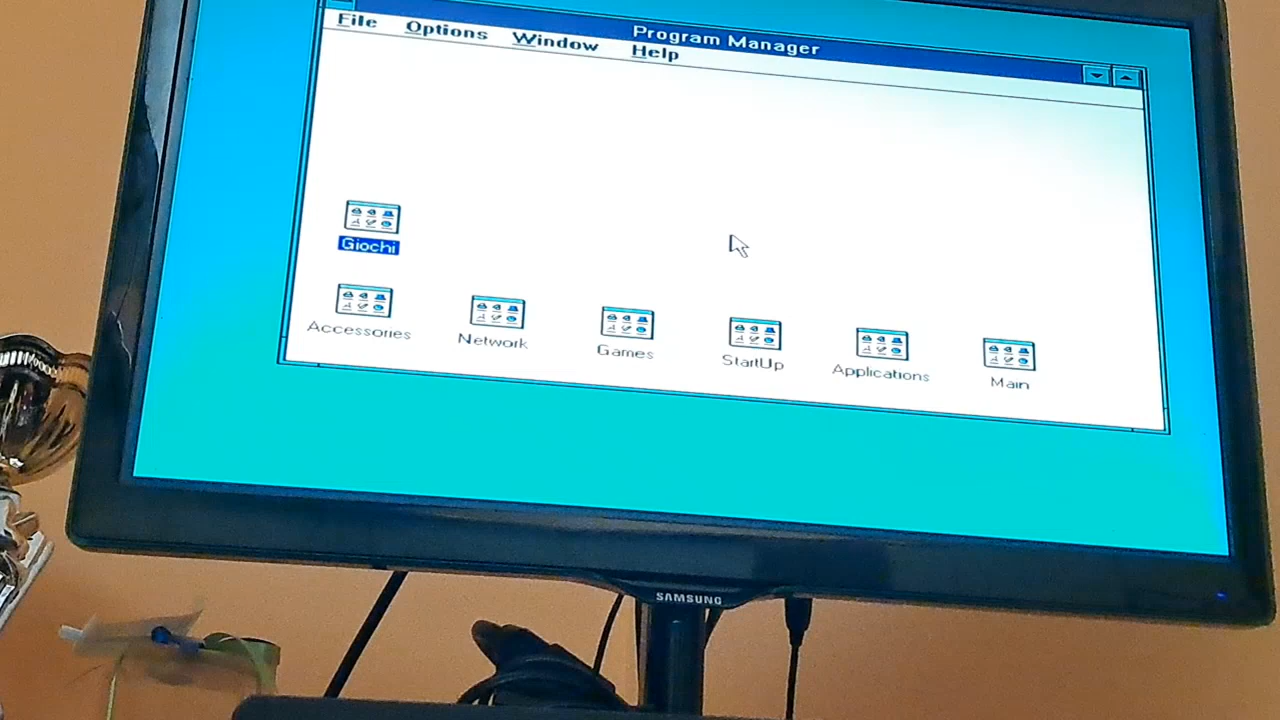 Program Manager
File Options Window Help
Giochi
Accessories Network Games StartUp Applications Main
SAMSUNG